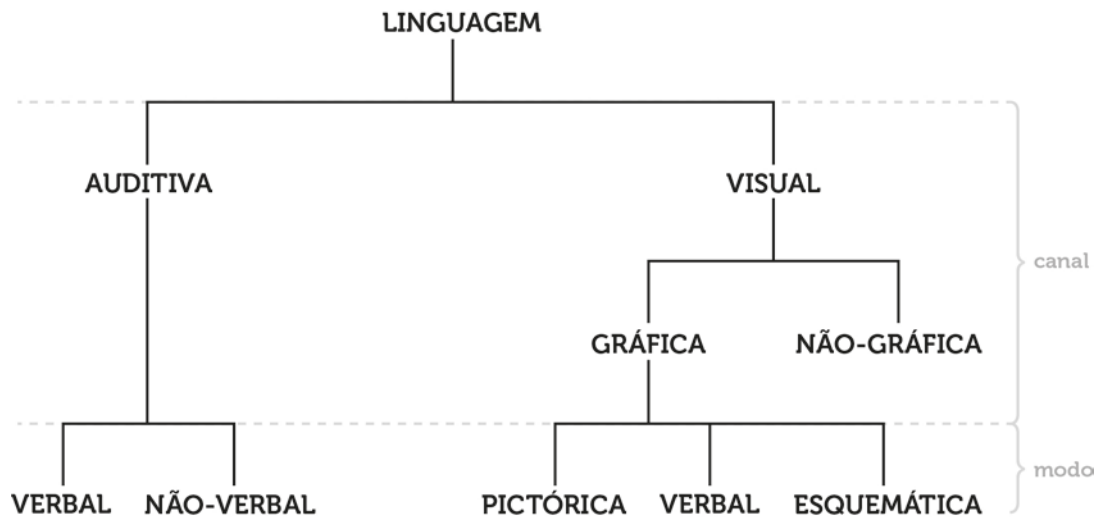 LINGUAGEM
AUDITIVA
VISUAL
canal
GRÁFICA
NÃO-GRÁFICA
modo
VERBAL
NÃO-VERBAL
PICTÓRICA
VERBAL
ESQUEMÁTICA